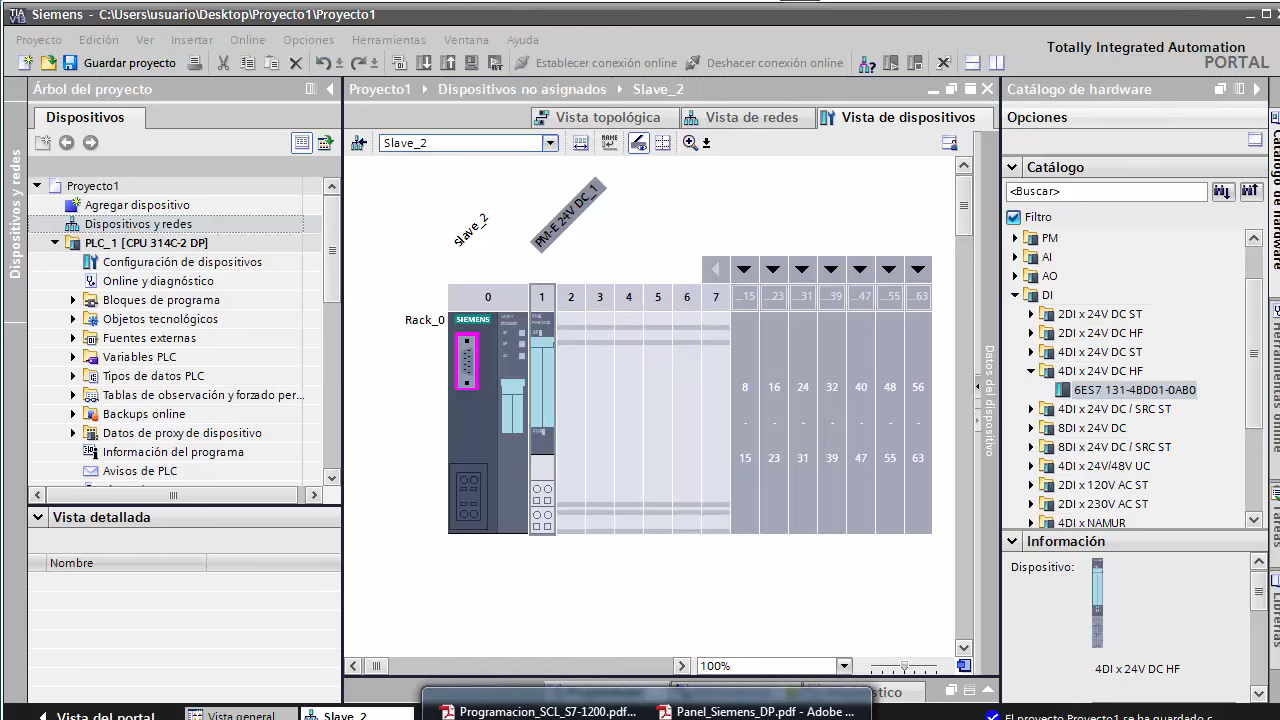 Siemens - C:\Users\usuario\Desktop\Proyecto1\Proyecto1
Proyecto Edición Ver Insertar Online Opciones Herramientas Ventana Ayuda
Guardar proyecto Establecer conexión online Deshacer conexión online
Totally Integrated Automation
PORTAL
Árbol del proyecto
Dispositivos
Dispositivos y redes
Proyecto1
Agregar dispositivo
Dispositivos y redes
PLC_1 [CPU 314C-2 DP]
Configuración de dispositivos
Online y diagnóstico
Bloques de programa
Objetos tecnológicos
Fuentes externas
Variables PLC
Tipos de datos PLC
Tablas de observación y forzado per...
Backups online
Datos de proxy de dispositivo
Información del programa
Avisos de PLC
Vista detallada
Nombre
Proyecto1 Dispositivos no asignados Slave_2
Vista topológica Vista de redes Vista de dispositivos
Slave_2
Slave_2
PM-E 24V DC_1
0 1 2 3 4 5 6 7 ...15 ...23 ...31 ...39 ...47 ...55 ...63
Rack_0
SIEMENS
8 16 24 32 40 48 56
- - - - - - -
15 23 31 39 47 55 63
100%
Datos del dispositivo
Catálogo de hardware
Opciones
Catálogo
<Buscar>
Filtro
PM
AI
AO
DI
2DI x 24V DC ST
2DI x 24V DC HF
4DI x 24V DC ST
4DI x 24V DC HF
6ES7 131-4BD01-0AB0
4DI x 24V DC / SRC ST
8DI x 24V DC
8DI x 24V DC / SRC ST
4DI x 24V/48V UC
2DI x 120V AC ST
2DI x 230V AC ST
4DI x NAMUR
Información
Dispositivo:
4DI x 24V DC HF
Catálogo de hardware
Herramientas online
Tareas
Librerías
Vista del portal Vista general Slave_2
Programacion_SCL_S7-1200.pdf... Panel_Siemens_DP.pdf - Adobe ...
El proyecto Proyecto1 se ha guardado c